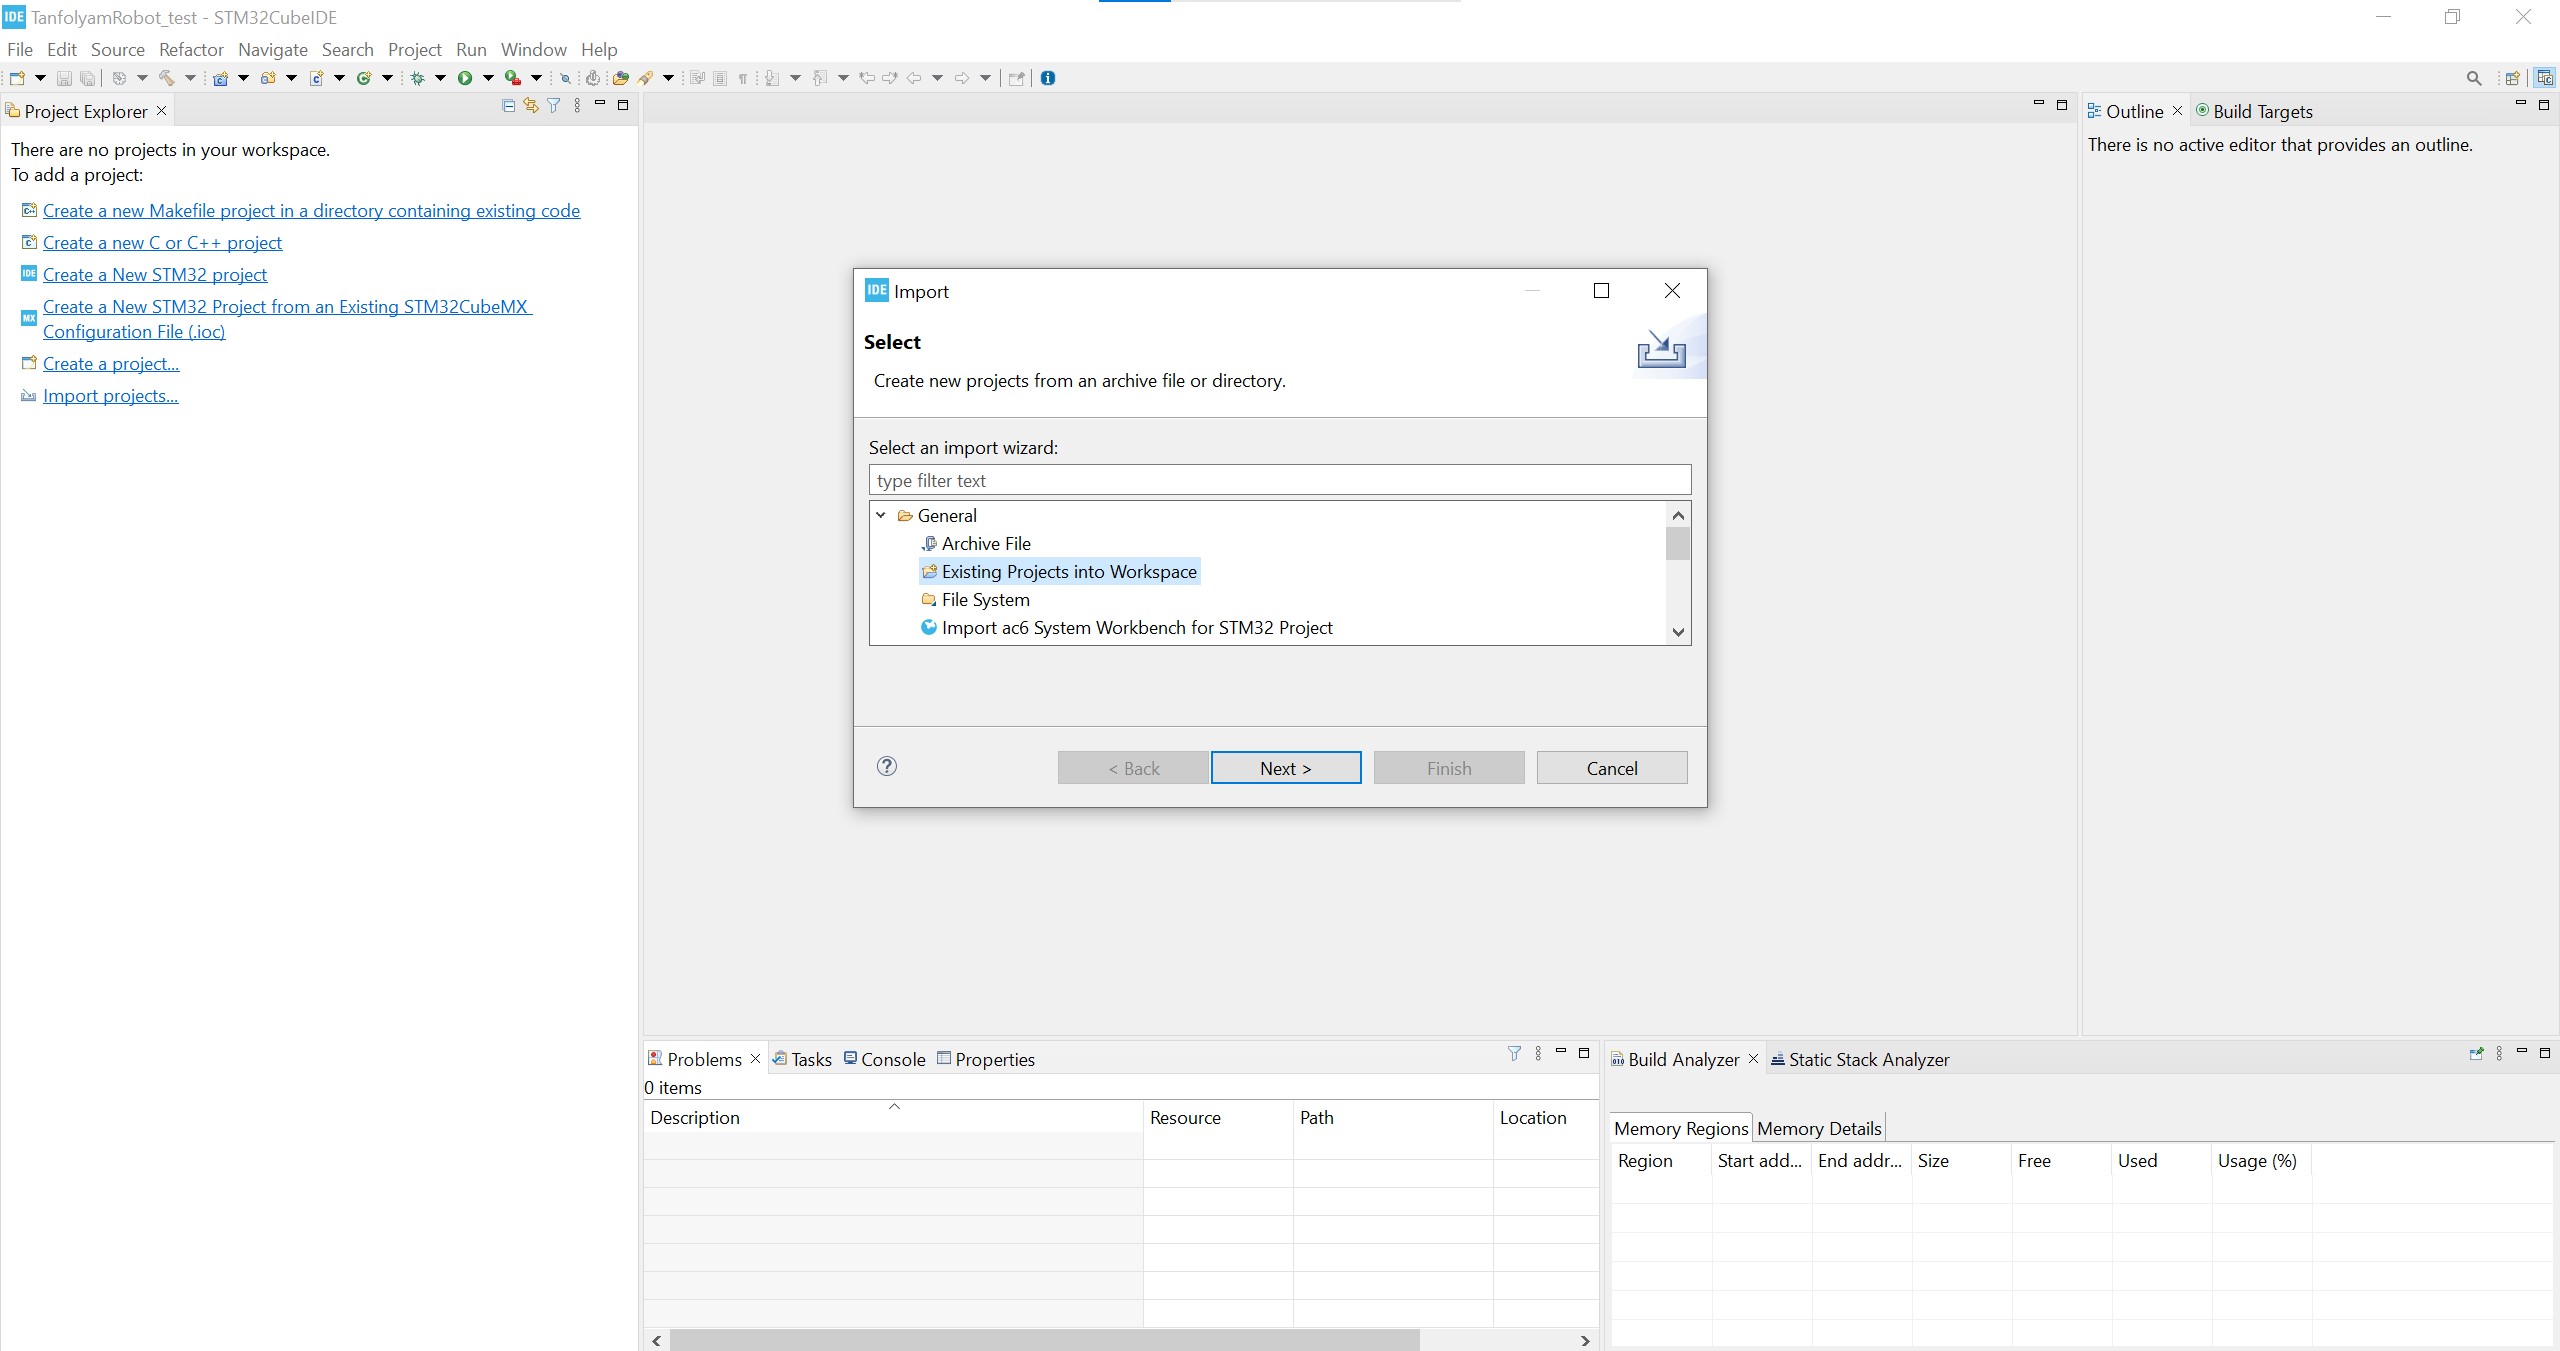 IDE TanfolyamRobot_test - STM32CubeIDE
File Edit Source Refactor Navigate Search Project Run Window Help
Project Explorer
There are no projects in your workspace.
To add a project:
Create a new Makefile project in a directory containing existing code
Create a new C or C++ project
IDE Create a New STM32 project
MX Create a New STM32 Project from an Existing STM32CubeMX
Configuration File (.ioc)
Create a project...
Import projects...
IDE Import
Select
Create new projects from an archive file or directory.
Select an import wizard:
type filter text
General
Archive File
Existing Projects into Workspace
File System
Import ac6 System Workbench for STM32 Project
? < Back Next > Finish Cancel
Outline Build Targets
There is no active editor that provides an outline.
Problems Tasks Console Properties
0 items
Description Resource Path Location
Build Analyzer Static Stack Analyzer
Memory Regions Memory Details
Region Start add... End addr... Size Free Used Usage (%)